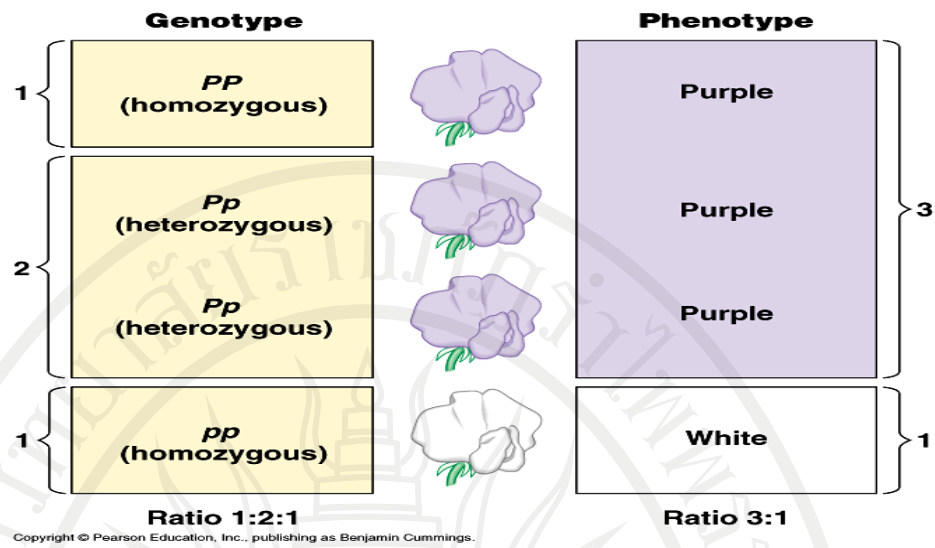 Genotype
Phenotype
1
PP
(homozygous)
Purple
2
Pp
(heterozygous)
Purple
3
Pp
(heterozygous)
Purple
1
pp
(homozygous)
White
1
Ratio 1:2:1
Ratio 3:1
Copyright © Pearson Education, Inc., publishing as Benjamin Cummings.